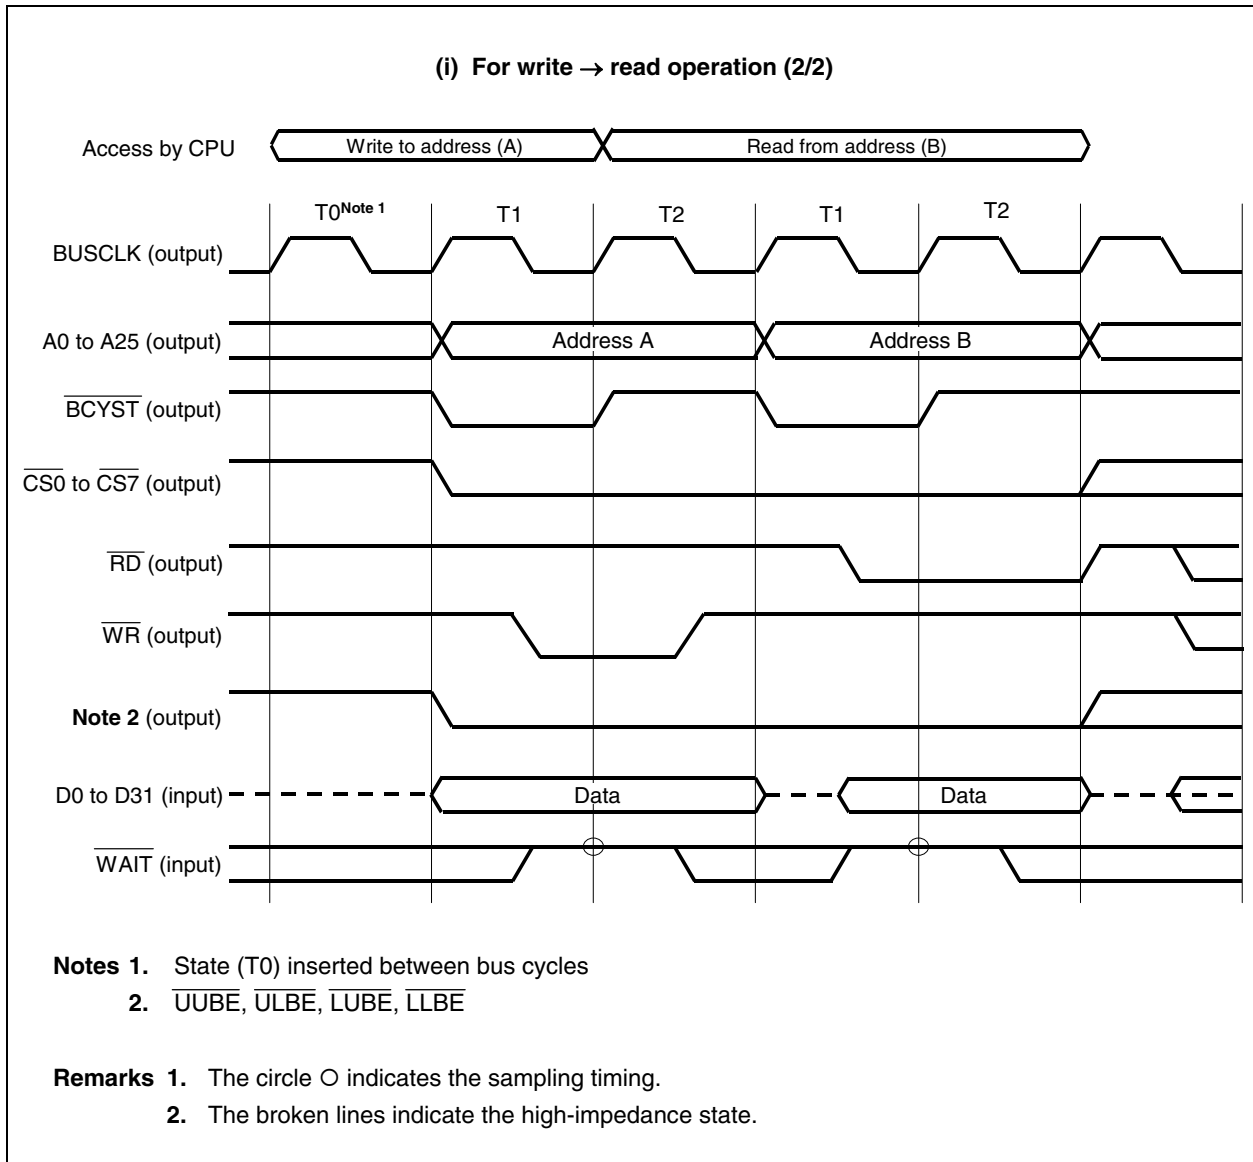 (i) For write → read operation (2/2)
Access by CPU
Write to address (A)
Read from address (B)
T0Note 1
T1
T2
T1
T2
BUSCLK (output)
A0 to A25 (output)
Address A
Address B
BCYST (output)
CS0 to CS7 (output)
RD (output)
WR (output)
Note 2 (output)
D0 to D31 (input)
Data
Data
WAIT (input)
Notes 1. State (T0) inserted between bus cycles
2. UUBE, ULBE, LUBE, LLBE
Remarks 1. The circle O indicates the sampling timing.
2. The broken lines indicate the high-impedance state.